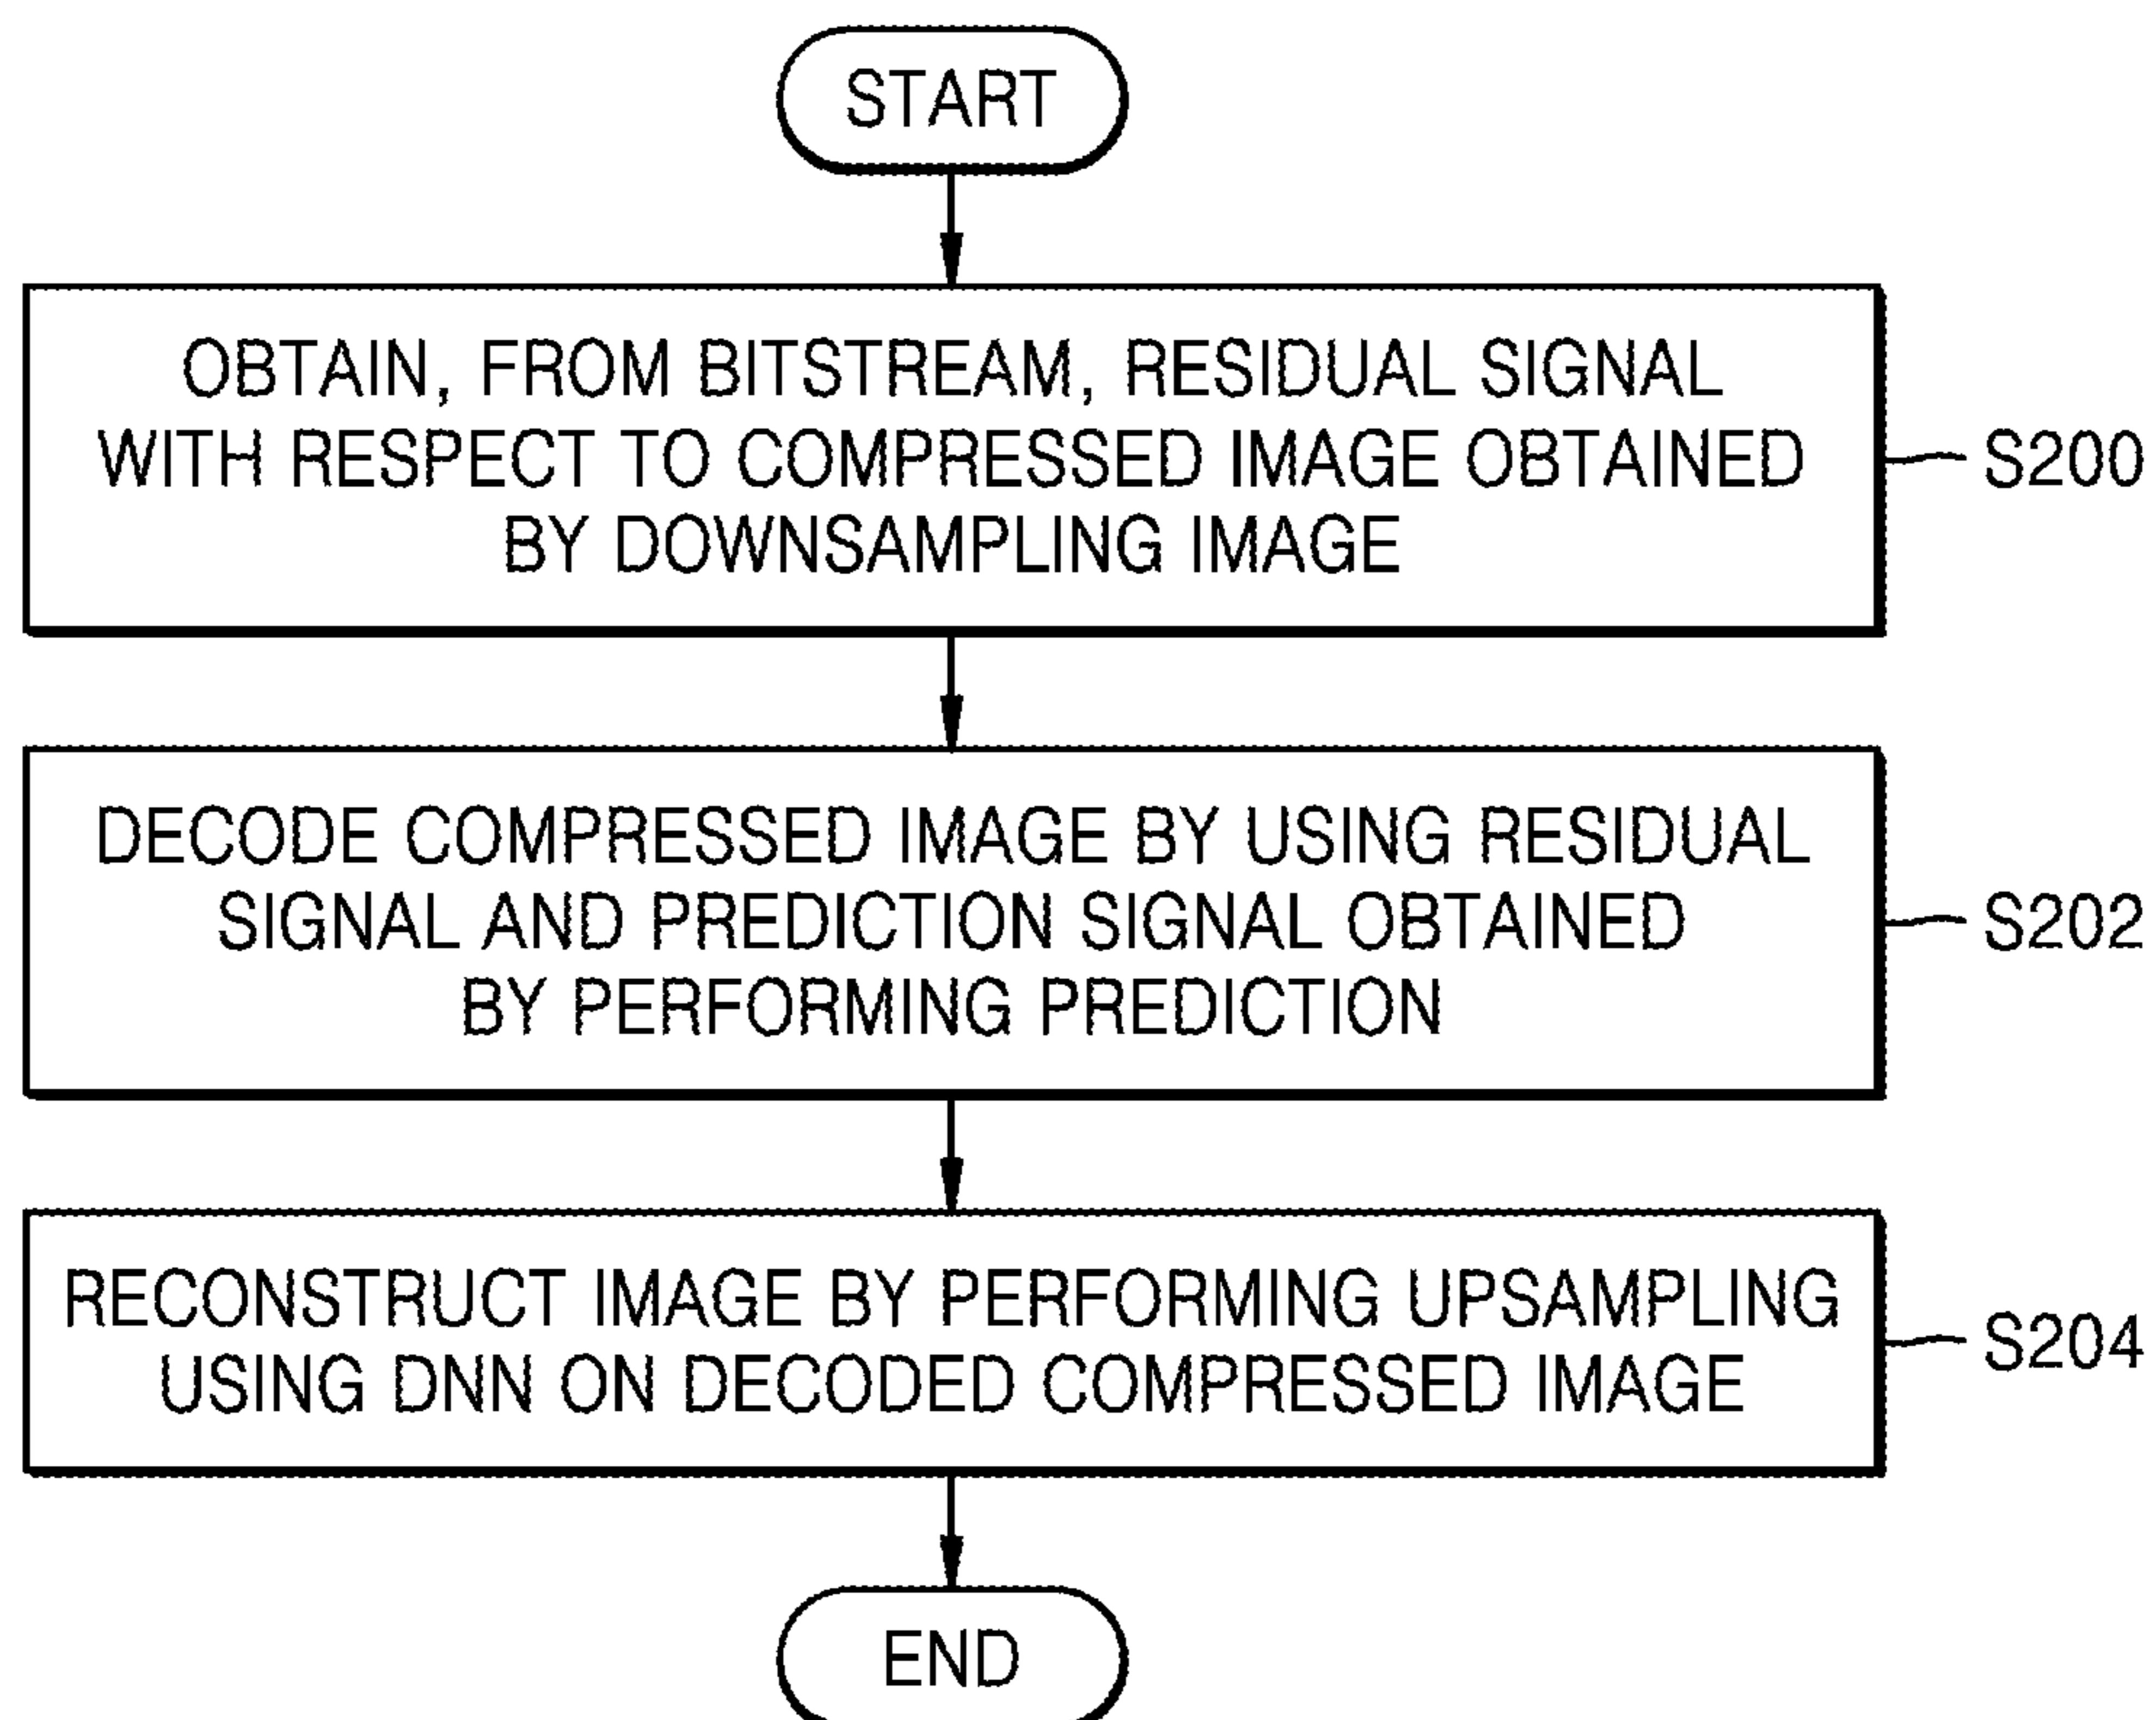 START
OBTAIN, FROM BITSTREAM, RESIDUAL SIGNAL
WITH RESPECT TO COMPRESSED IMAGE OBTAINED
BY DOWNSAMPLING IMAGE
S200
DECODE COMPRESSED IMAGE BY USING RESIDUAL
SIGNAL AND PREDICTION SIGNAL OBTAINED
BY PERFORMING PREDICTION
S202
RECONSTRUCT IMAGE BY PERFORMING UPSAMPLING
USING DNN ON DECODED COMPRESSED IMAGE
S204
END